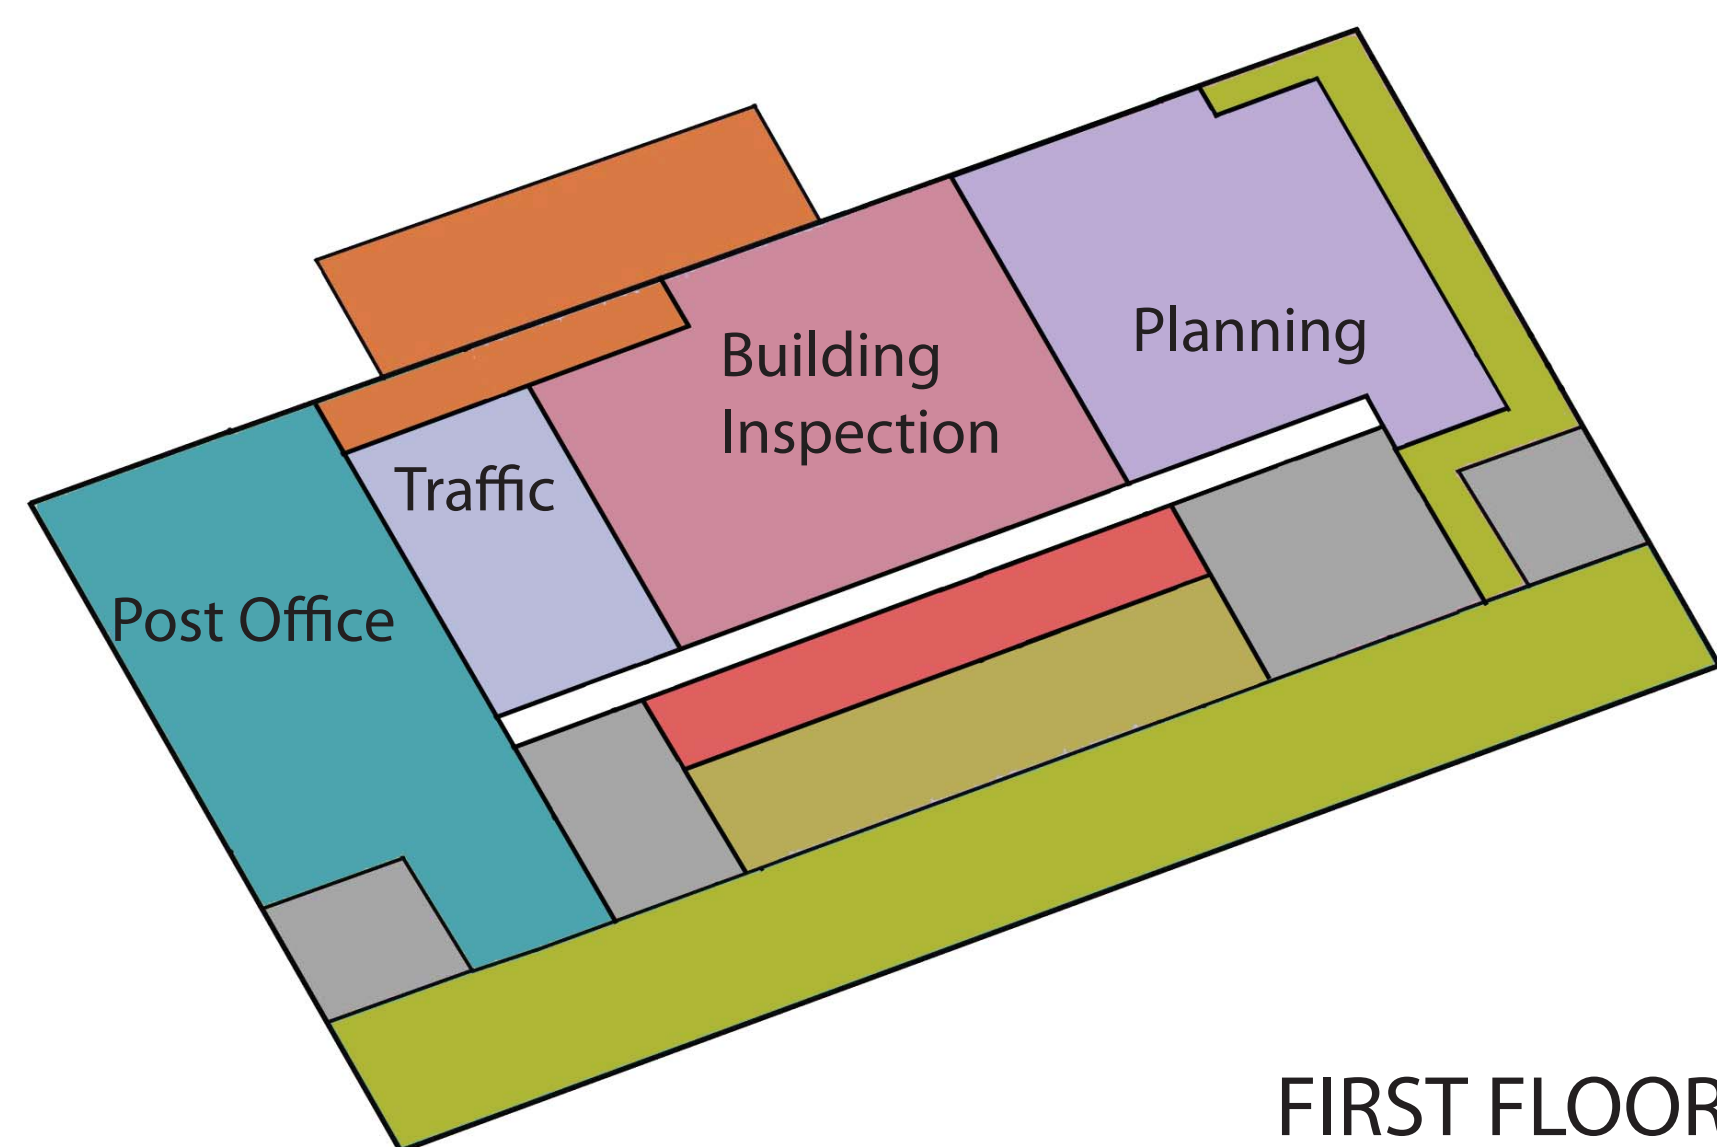 Planning
Building
Inspection
Traffic
Post Office
FIRST FLOOR